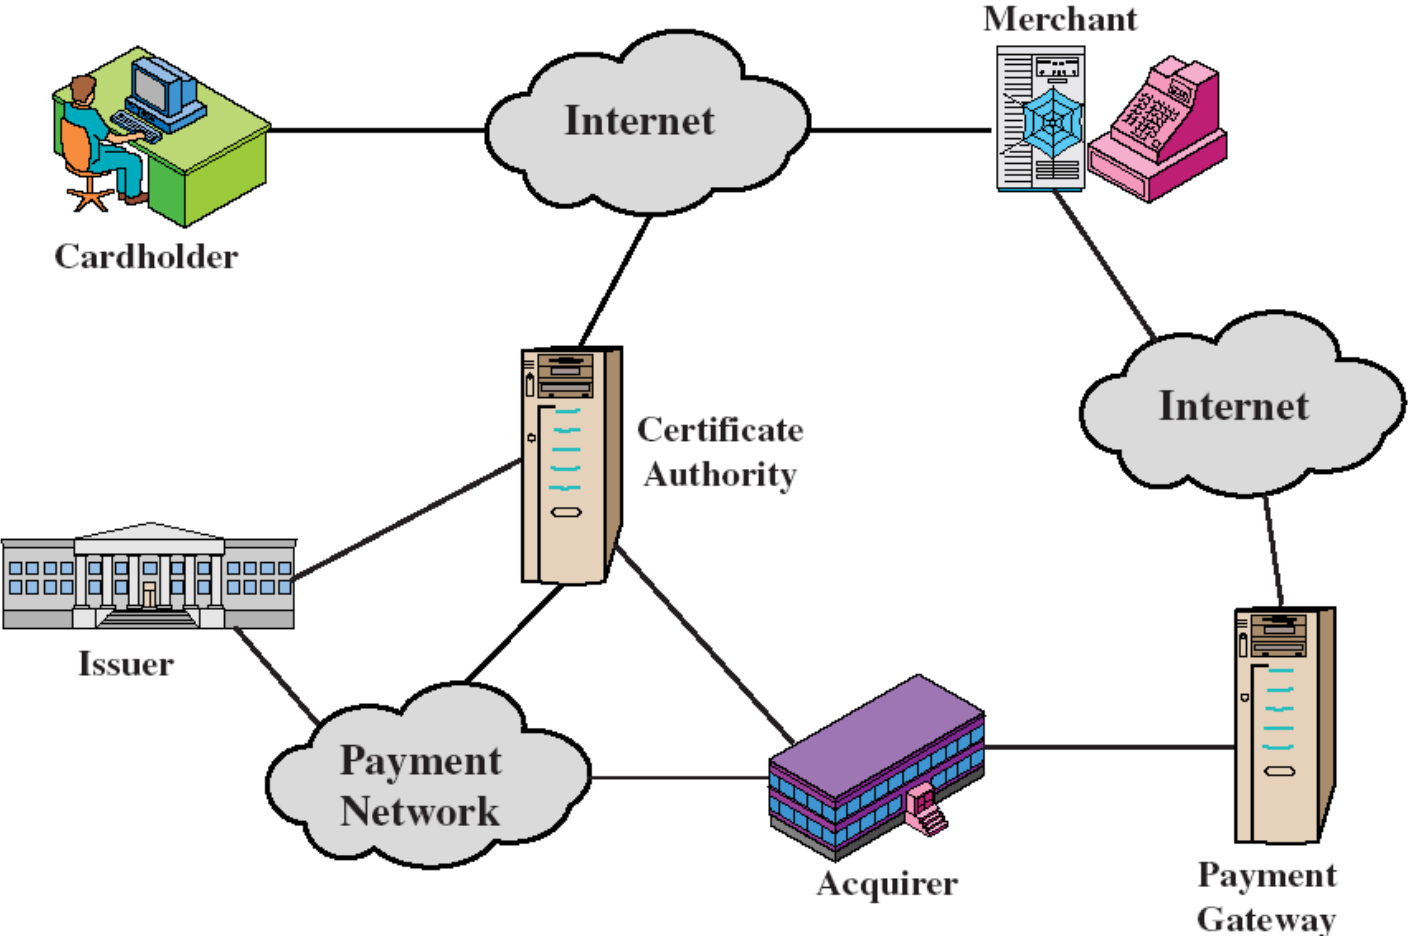 Merchant
Internet
Cardholder
Internet
Certificate
Authority
Issuer
Payment
Network
Acquirer
Payment
Gateway